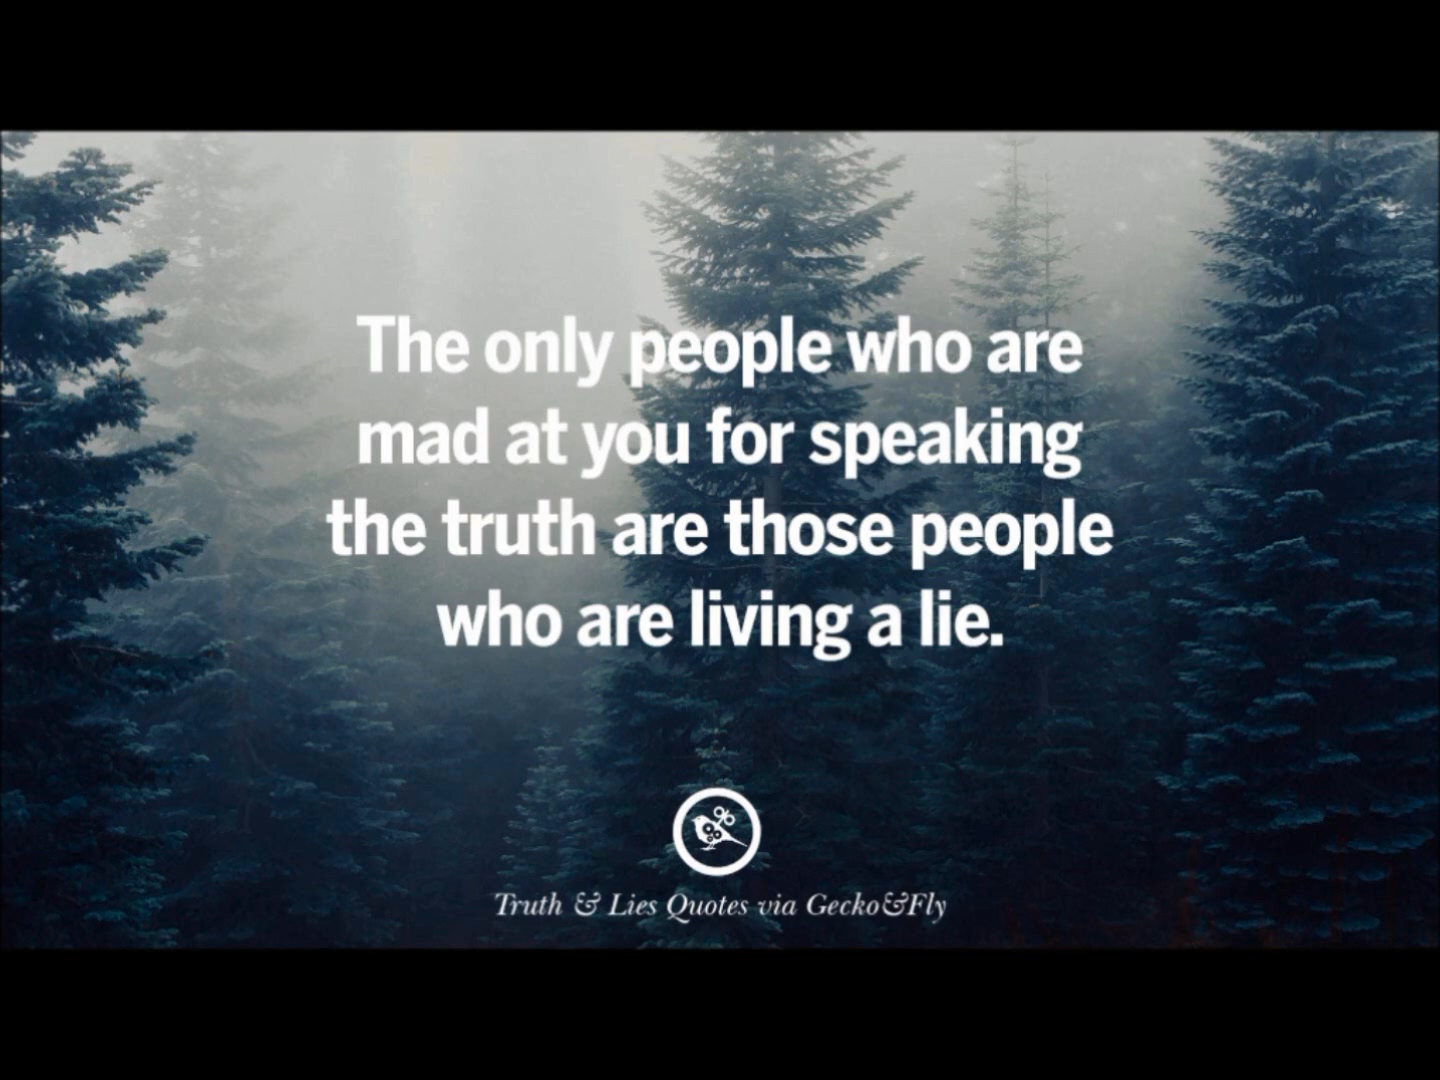 The only people who are
mad at you for speaking
the truth are those people
who are living a lie.
Truth & Lies Quotes via Gecko&Fly